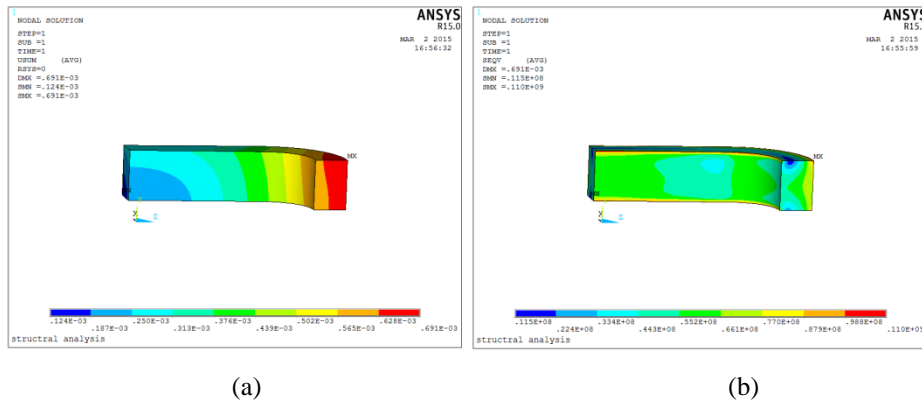 1
NODAL SOLUTION
STEP=1
SUB =1
TIME=1
USUM (AVG)
RSYS=0
DMX =.691E-03
SMN =.124E-03
SMX =.691E-03
ANSYS
R15.0
MAR 2 2015
16:56:32
MX
MN
Y
X Z
.124E-03 .250E-03 .376E-03 .502E-03 .628E-03
.187E-03 .313E-03 .439E-03 .565E-03 .691E-03
structral analysis
(a)
1
NODAL SOLUTION
STEP=1
SUB =1
TIME=1
SEQV (AVG)
DMX =.691E-03
SMN =.115E+08
SMX =.110E+09
ANSYS
R15.0
MAR 2 2015
16:55:59
MX
MN
X Z
.115E+08 .334E+08 .552E+08 .770E+08 .988E+08
.224E+08 .443E+08 .661E+08 .879E+08 .110E+09
structral analysis
(b)